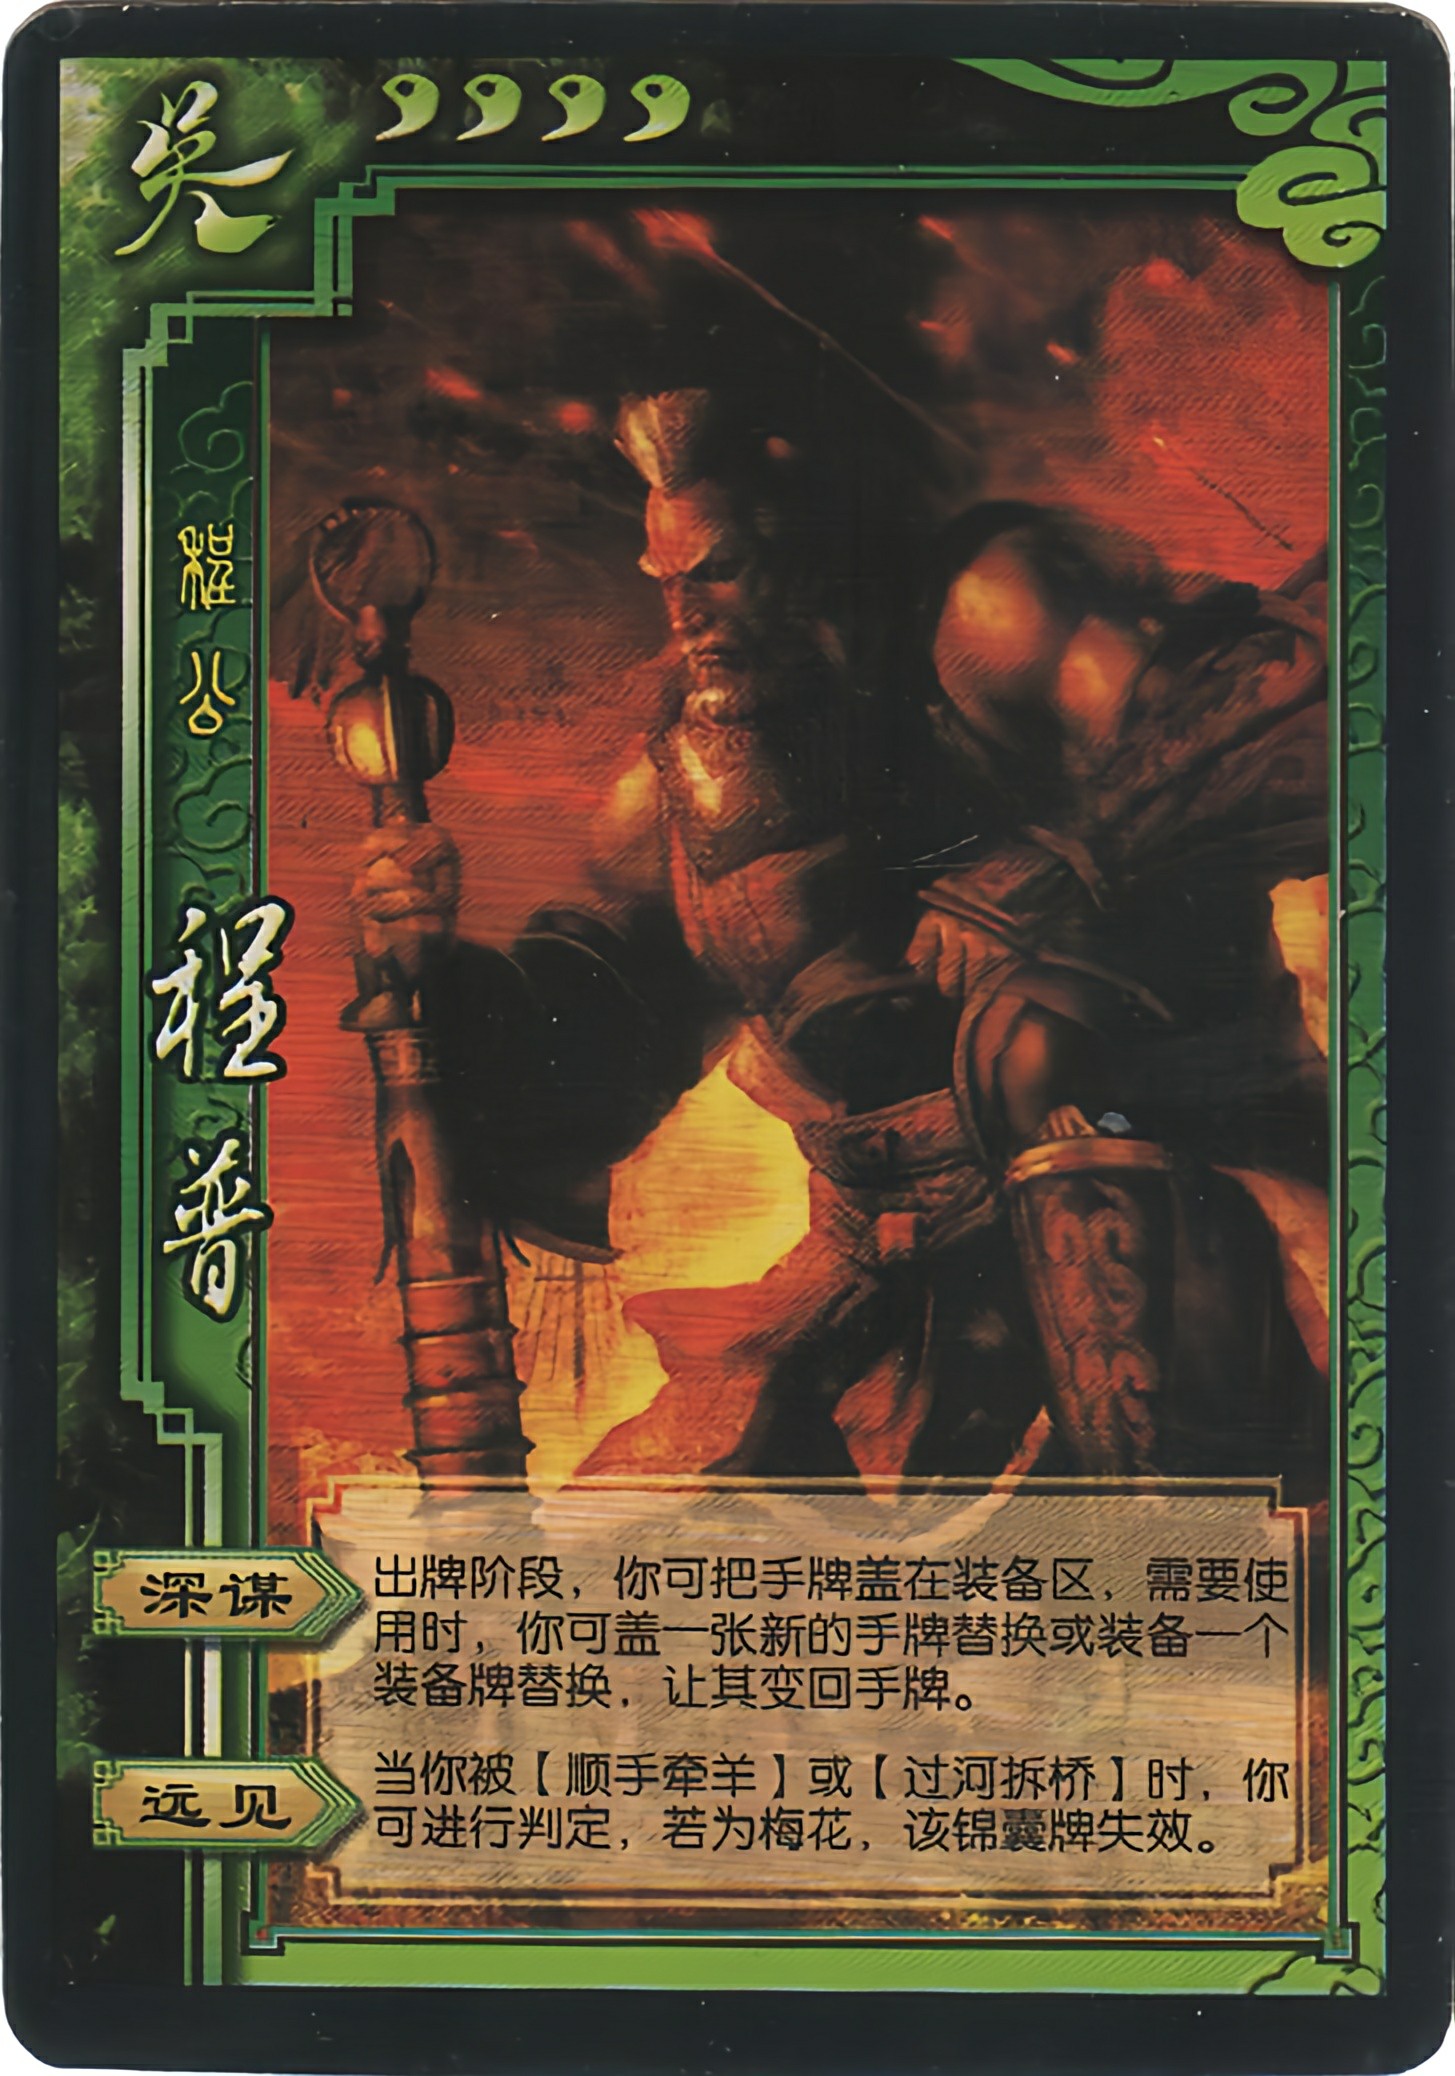 吴
程公
程普
深谋
出牌阶段，你可把手牌盖在装备区，需要使
用时，你可盖一张新的手牌替换或装备一个
装备牌替换，让其变回手牌。
远见
当你被【顺手牵羊】或【过河拆桥】时，你
可进行判定，若为梅花，该锦囊牌失效。